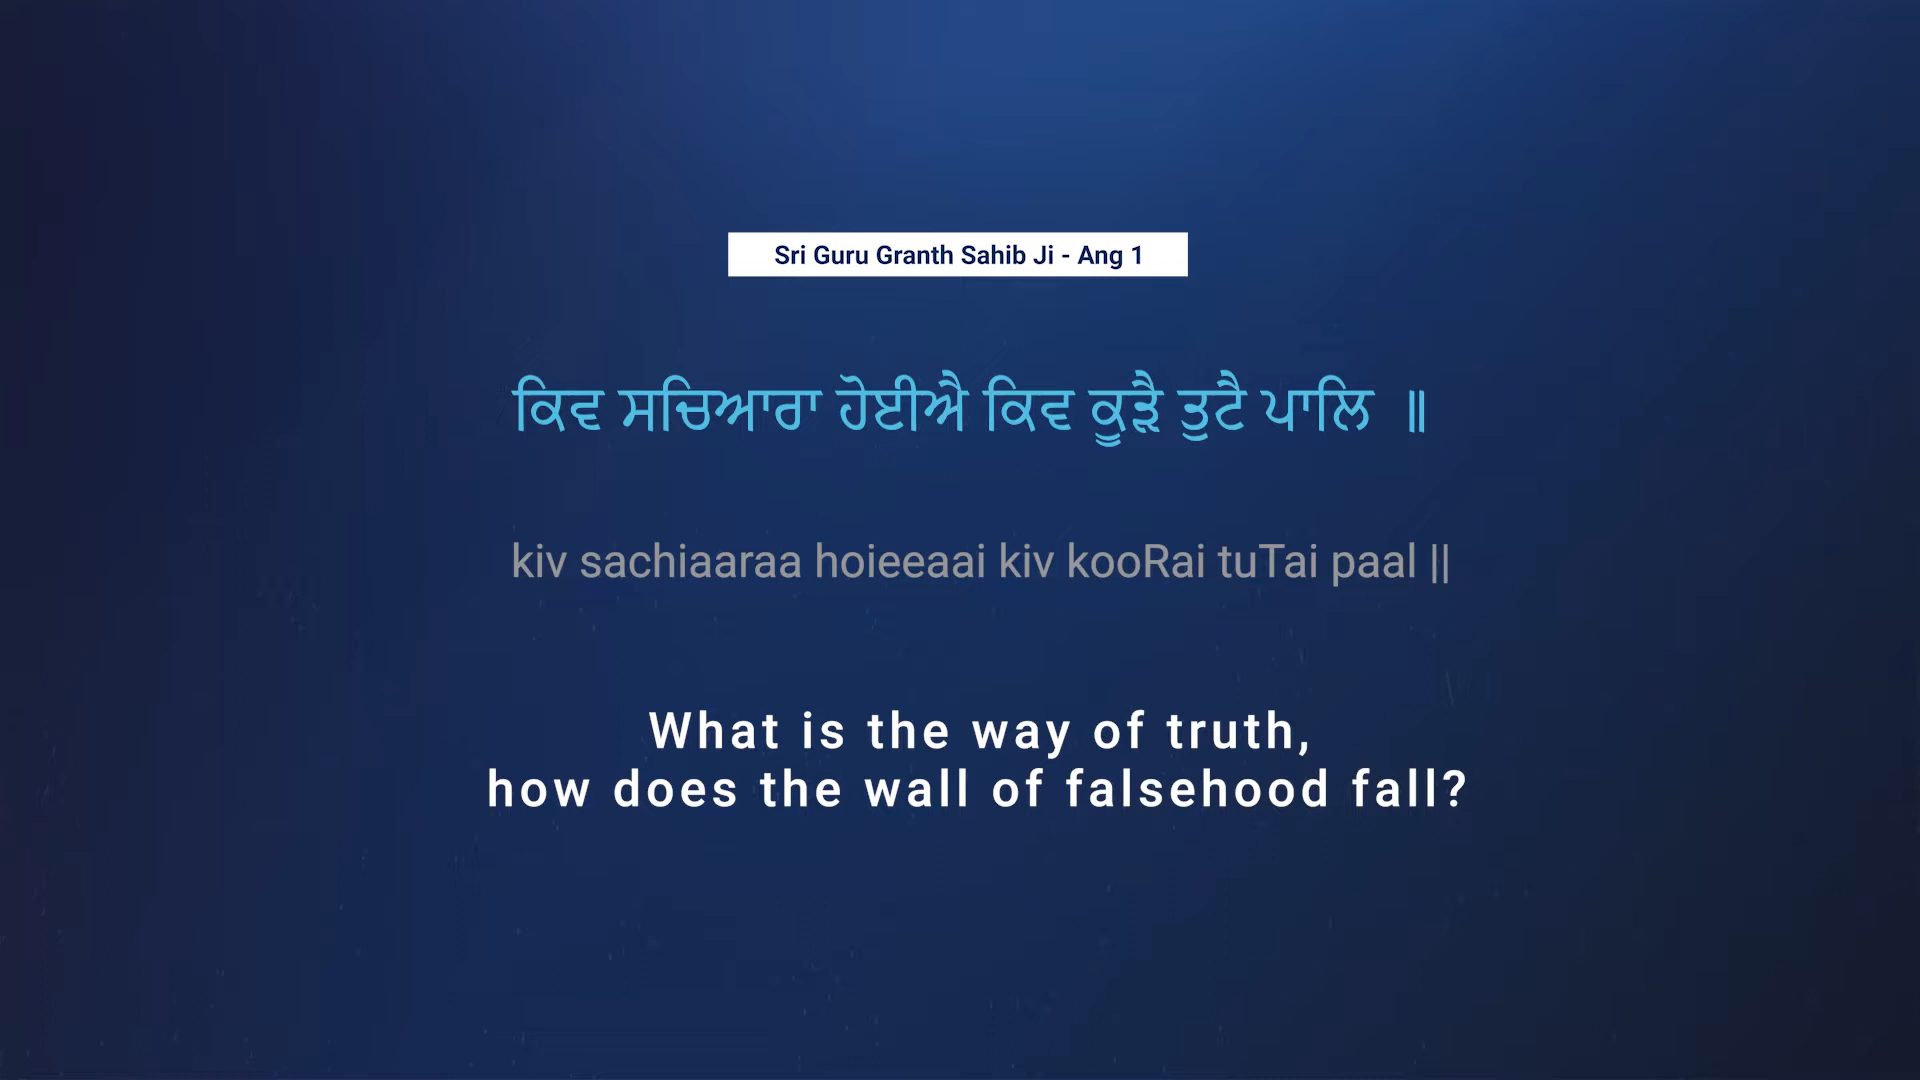 Sri Guru Granth Sahib Ji - Ang 1
ਕਿਵ ਸਚਿਆਰਾ ਹੋਈਐ ਕਿਵ ਕੂੜੈ ਤੁਟੈ ਪਾਲਿ ॥
kiv sachiaaraa hoieeaai kiv kooRai tuTai paal ||
What is the way of truth,
how does the wall of falsehood fall?